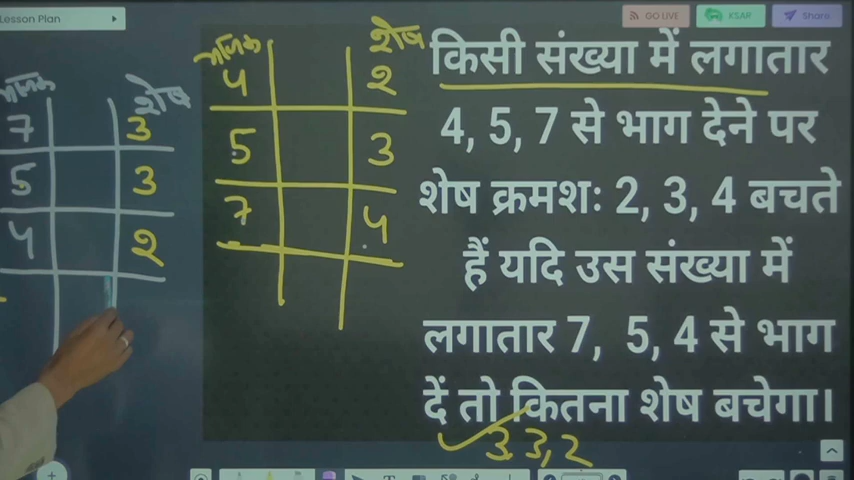 Lesson Plan
GO LIVE
KSAR
Share
भाजक शेष
7 3
5 3
4 2
भाजक शेष
4 2
5 3
7 4
किसी संख्या में लगातार
4, 5, 7 से भाग देने पर
शेष क्रमशः 2, 3, 4 बचते
हैं यदि उस संख्या में
लगातार 7, 5, 4 से भाग
दें तो कितना शेष बचेगा।
3 3, 2